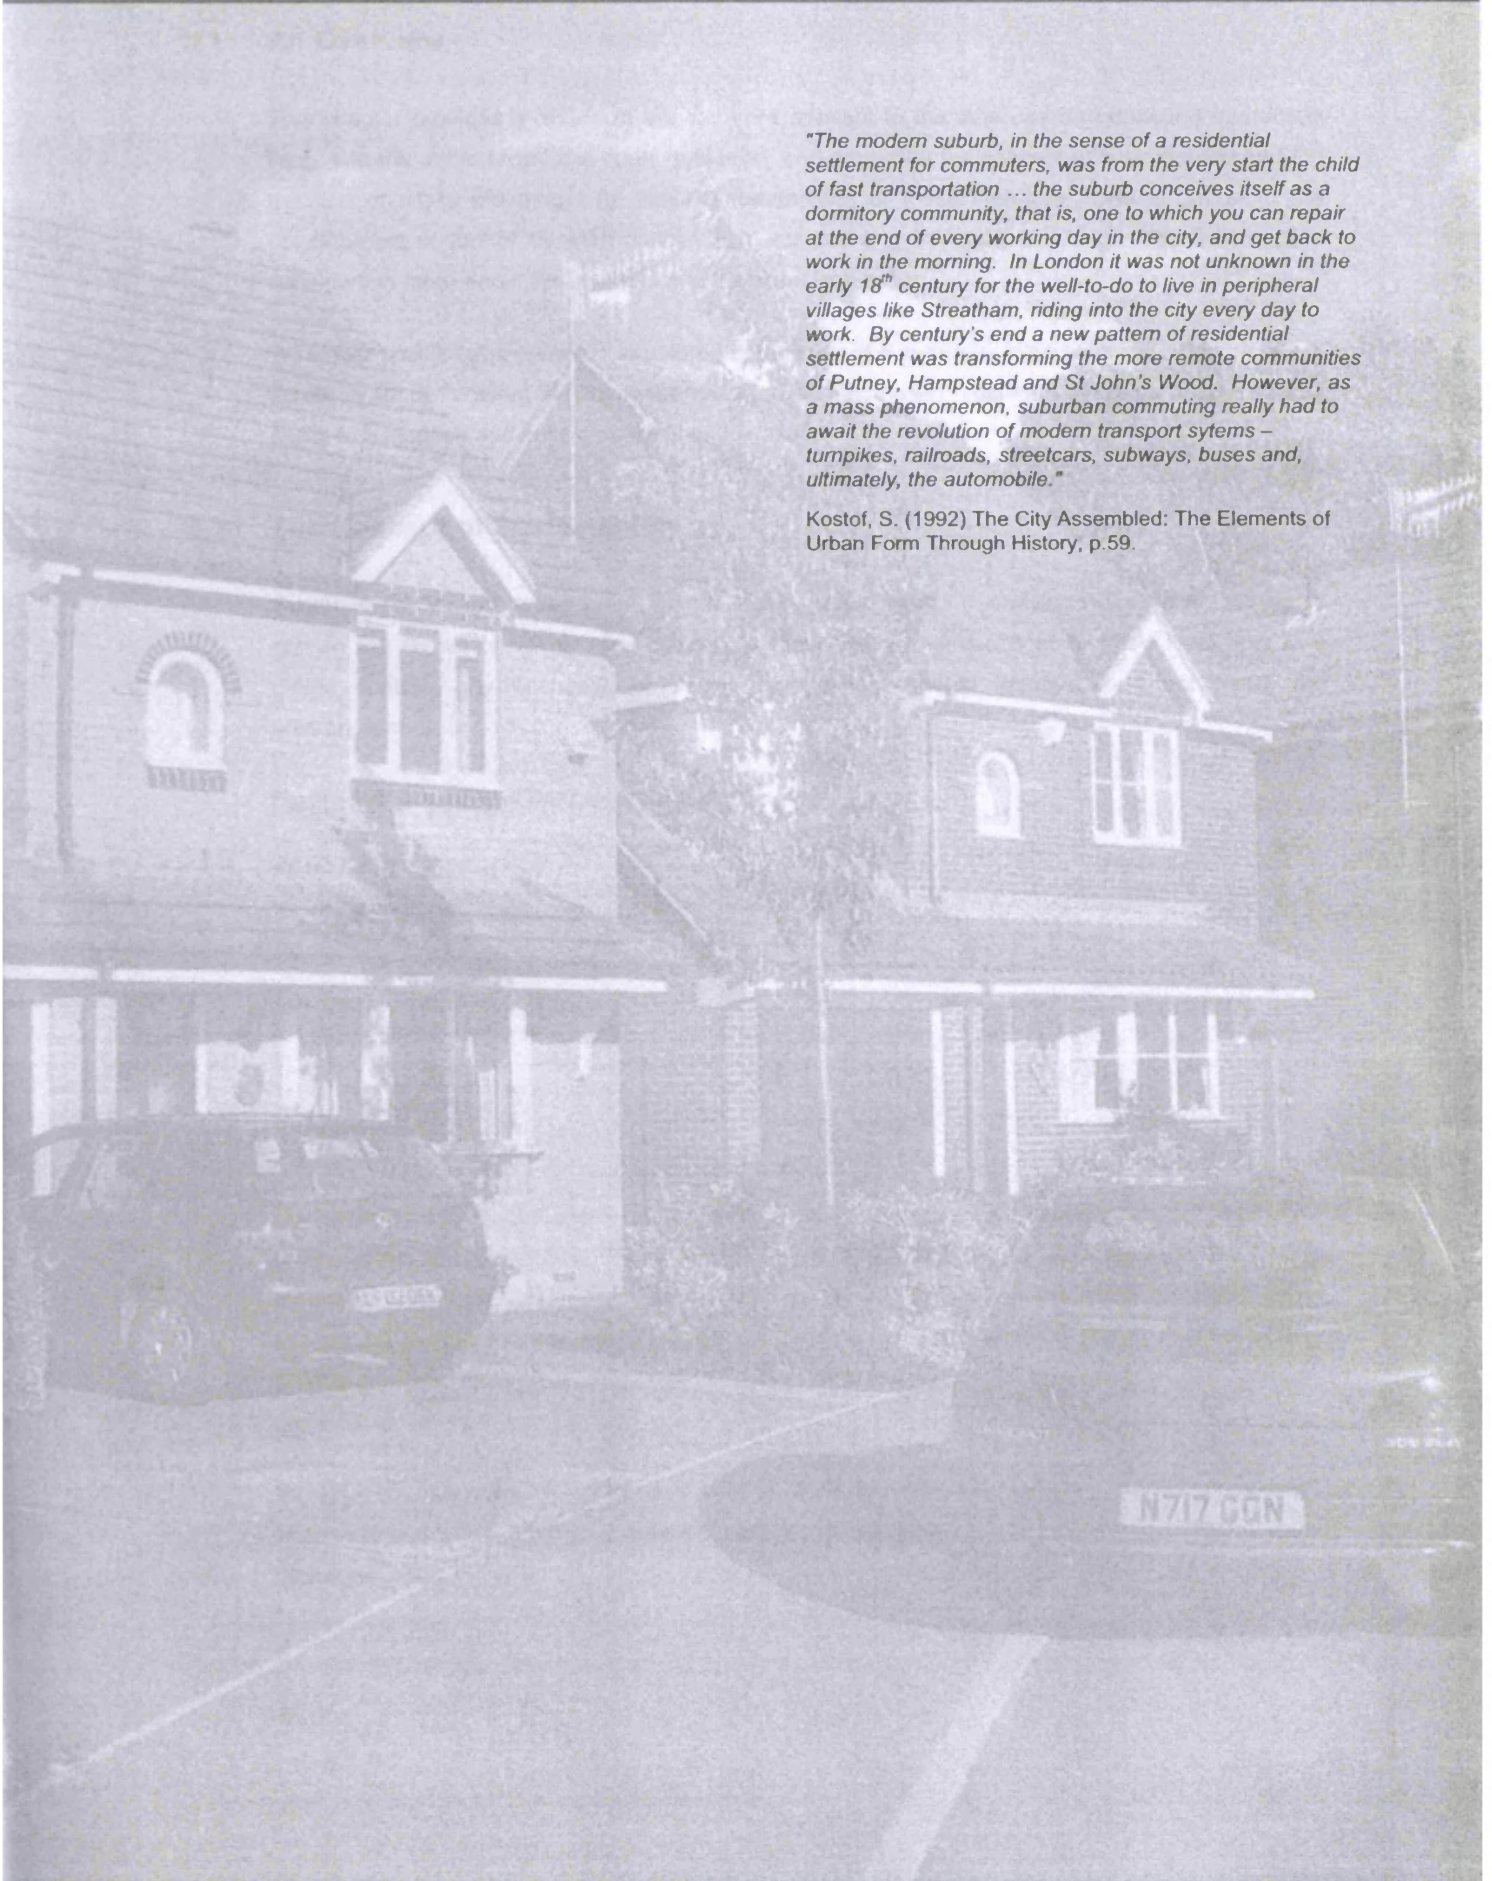 "The modern suburb, in the sense of a residential
settlement for commuters, was from the very start the child
of fast transportation ... the suburb conceives itself as a
dormitory community, that is, one to which you can repair
at the end of every working day in the city, and get back to
work in the morning. In London it was not unknown in the
early 18th century for the well-to-do to live in peripheral
villages like Streatham, riding into the city every day to
work. By century's end a new pattern of residential
settlement was transforming the more remote communities
of Putney, Hampstead and St John's Wood. However, as
a mass phenomenon, suburban commuting really had to
await the revolution of modern transport sytems –
turnpikes, railroads, streetcars, subways, buses and,
ultimately, the automobile."
Kostof, S. (1992) The City Assembled: The Elements of
Urban Form Through History, p.59.
N717 GGN